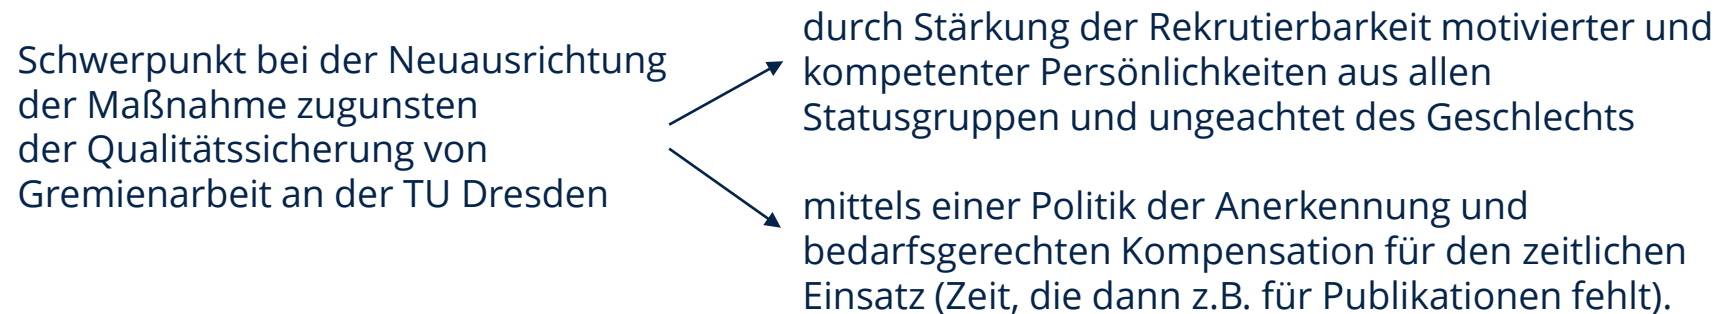 Schwerpunkt bei der Neuausrichtung
der Maßnahme zugunsten
der Qualitätssicherung von
Gremienarbeit an der TU Dresden
durch Stärkung der Rekrutierbarkeit motivierter und
kompetenter Persönlichkeiten aus allen
Statusgruppen und ungeachtet des Geschlechts
mittels einer Politik der Anerkennung und
bedarfsgerechten Kompensation für den zeitlichen
Einsatz (Zeit, die dann z.B. für Publikationen fehlt).